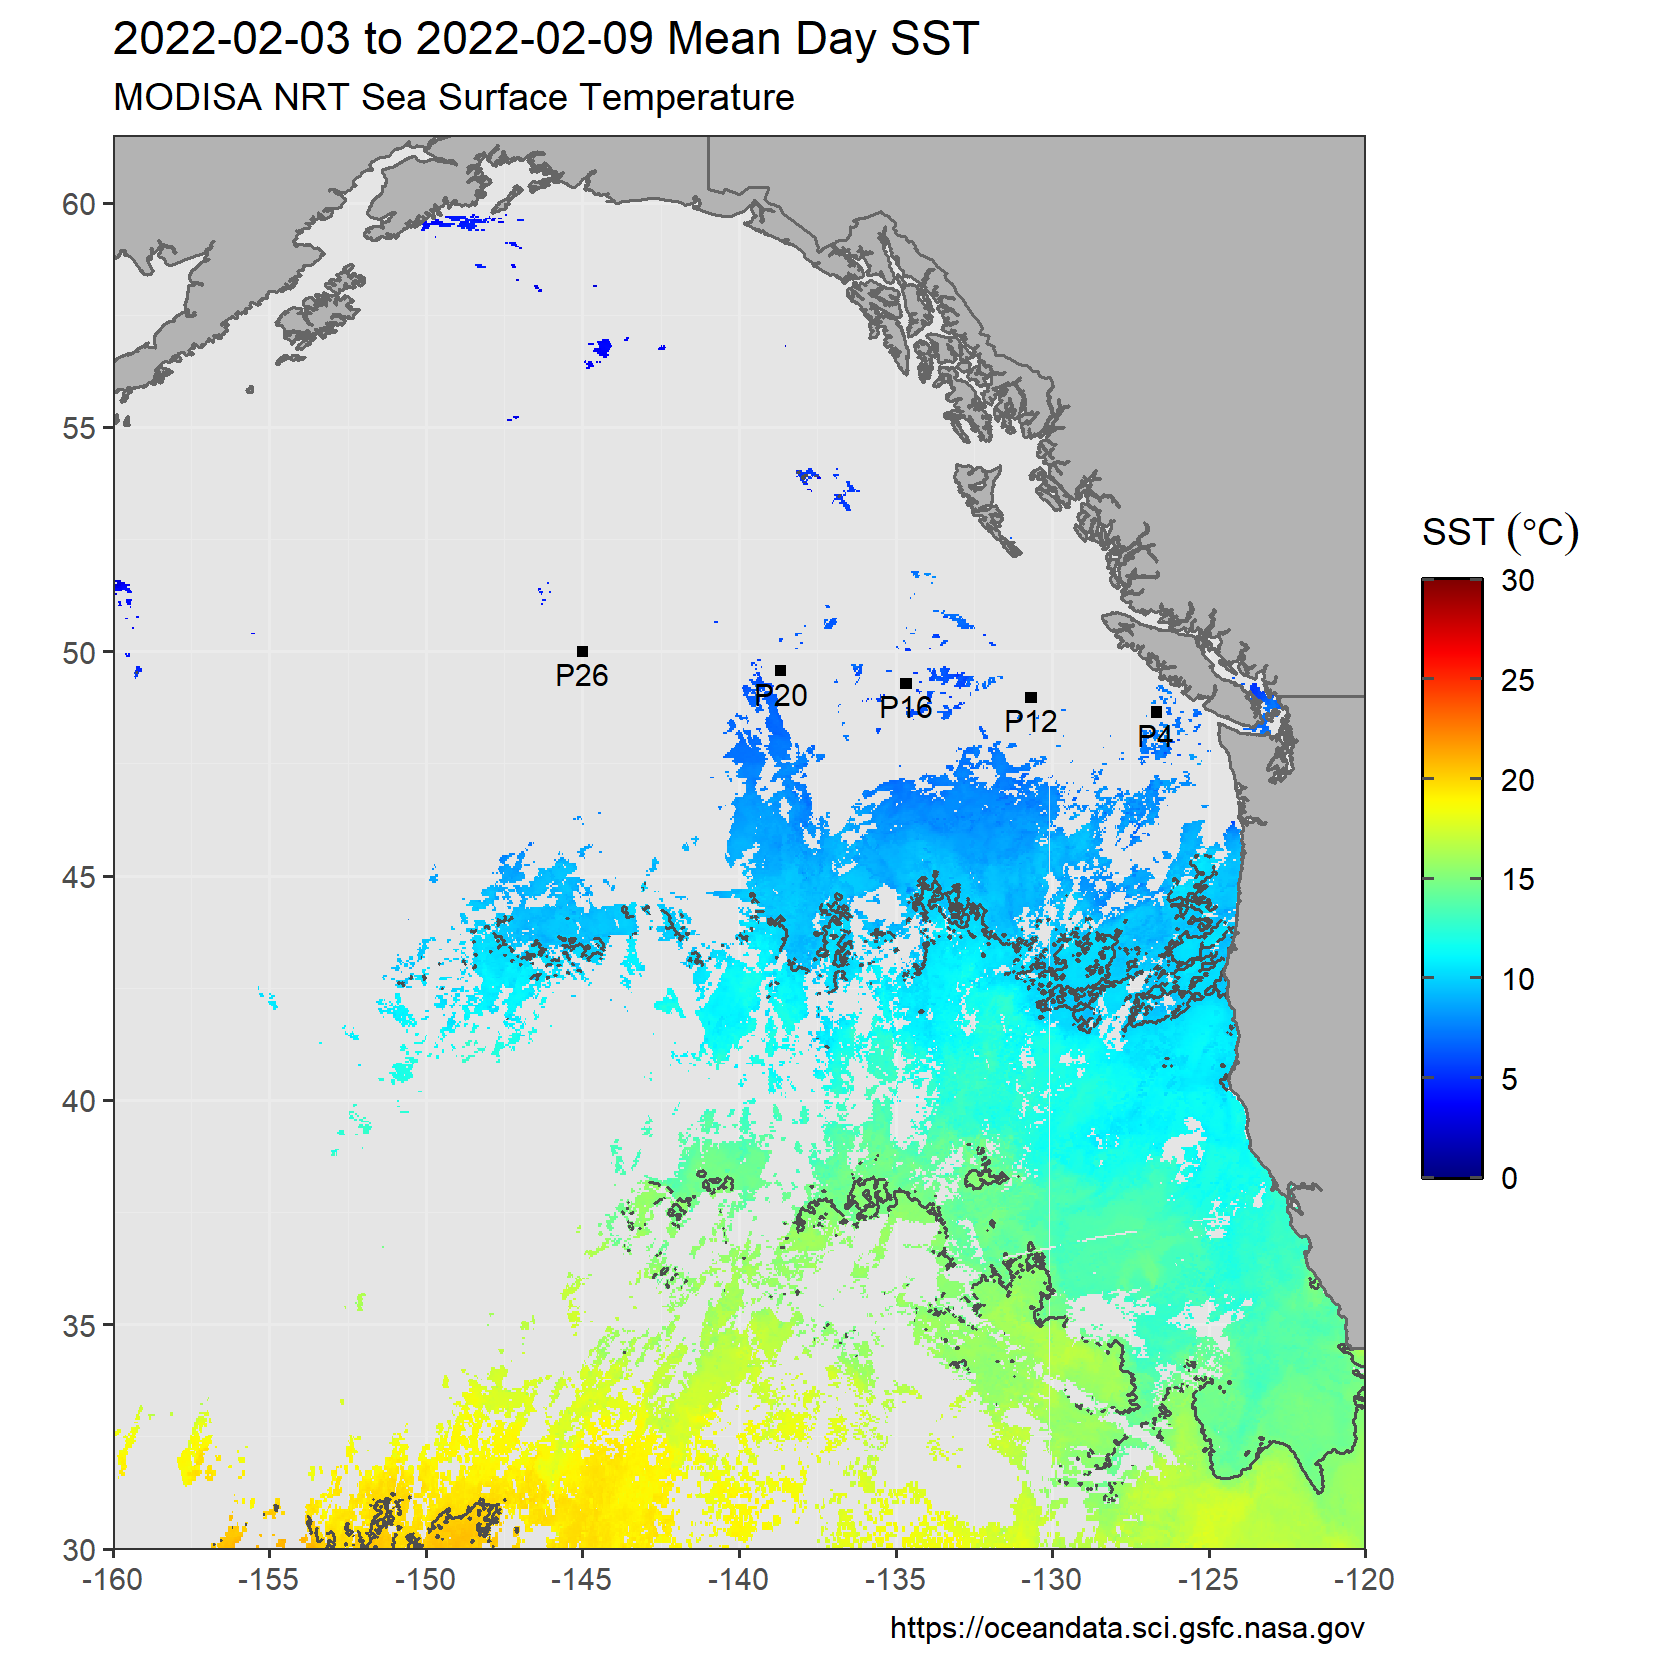 2022-02-03 to 2022-02-09 Mean Day SST
MODISA NRT Sea Surface Temperature
60
55
50
45
40
35
30
P26
P20
P16
P12
P4
SST (°C)
30
25
20
15
10
5
0
-160
-155
-150
-145
-140
-135
-130
-125
-120
https://oceandata.sci.gsfc.nasa.gov